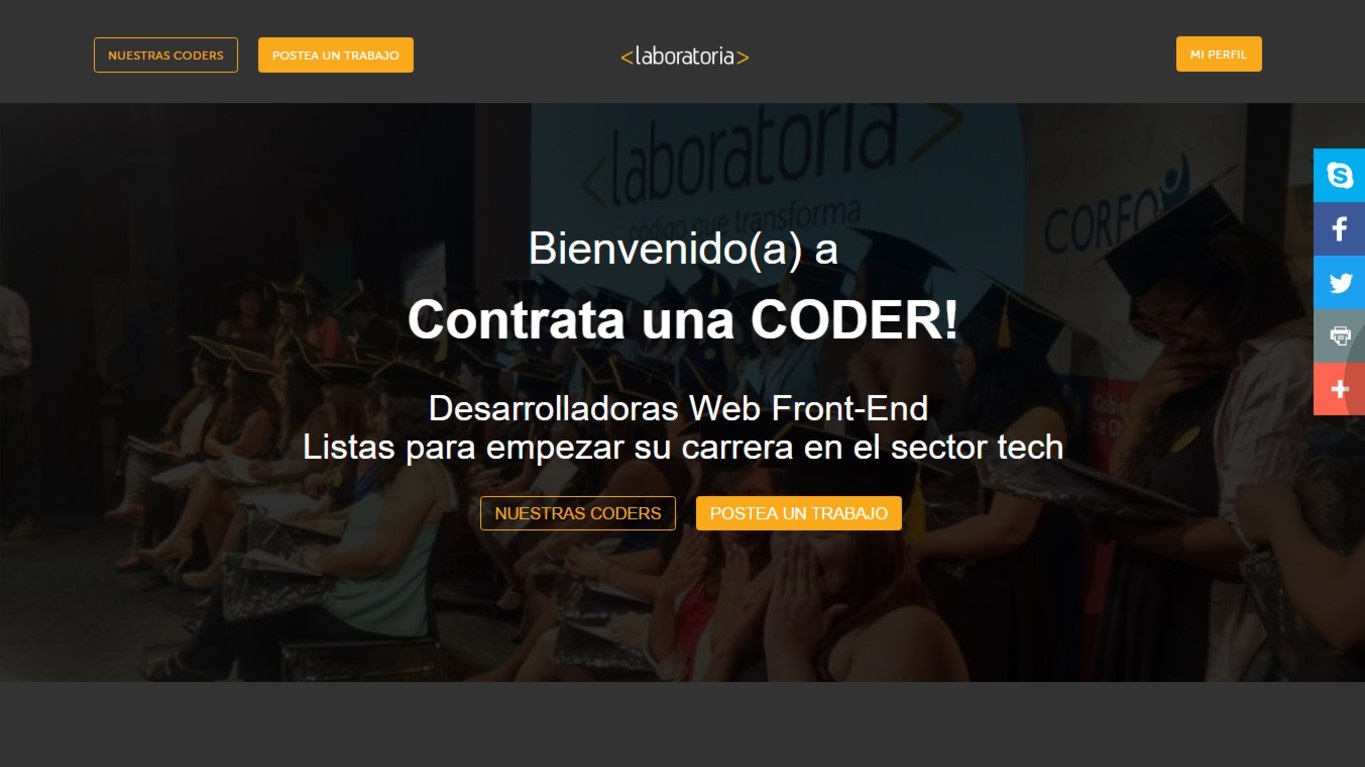 NUESTRAS CODERS
POSTEA UN TRABAJO
<laboratoria>
MI PERFIL
<laboratoria>
código que transforma
CORFO
Bienvenido(a) a
Contrata una CODER!
Desarrolladoras Web Front-End
Listas para empezar su carrera en el sector tech
NUESTRAS CODERS
POSTEA UN TRABAJO